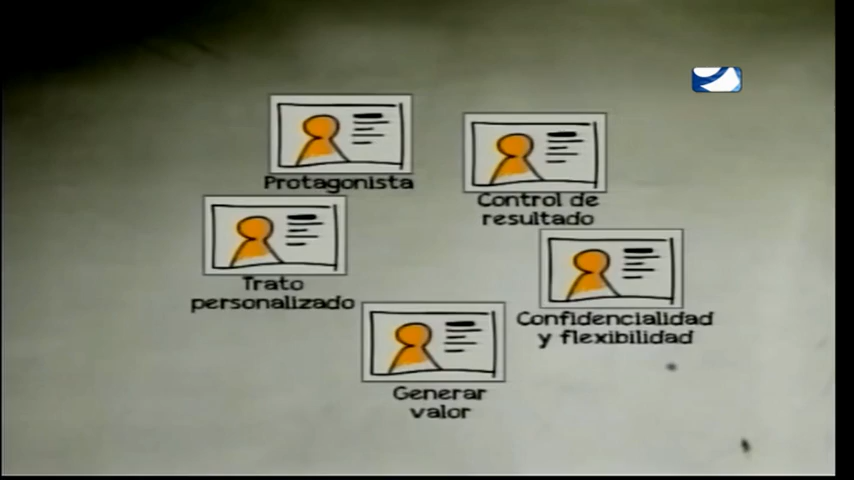 Protagonista
Control de
resultado
Trato
personalizado
Confidencialidad
y flexibilidad
Generar
valor